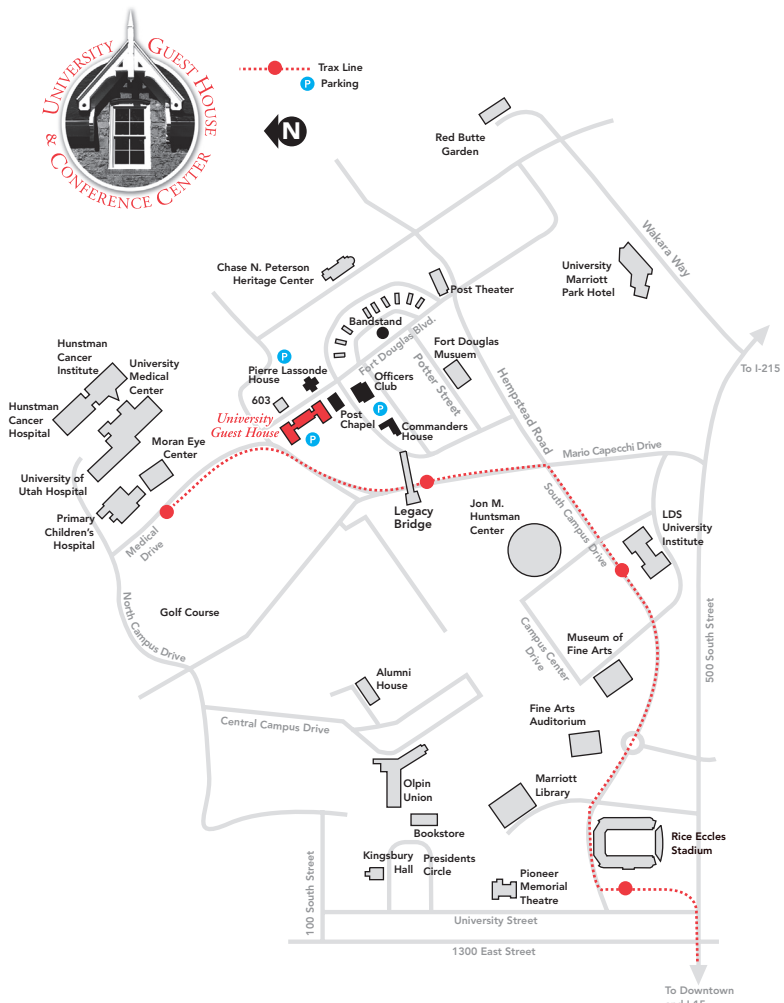 UNIVERSITY GUEST HOUSE
& CONFERENCE CENTER
Trax Line
P
Parking
N
Red Butte
Garden
Wakara Way
Chase N. Peterson
Heritage Center
University
Marriott
Park Hotel
Post Theater
Bandstand
Fort Douglas Blvd.
Fort Douglas
Musuem
Hunstman
Cancer
Institute
University
Medical
Center
P
Pierre Lassonde
House
Officers
Club
Potter Street
Hempstead Road
To I-215
603
P
Hunstman
Cancer
Hospital
University
Guest House
Post
Chapel
Commanders
House
P
Moran Eye
Center
Mario Capecchi Drive
University of
Utah Hospital
Primary
Children's
Hospital
Medical
Drive
Legacy
Bridge
Jon M.
Huntsman
Center
South Campus Drive
LDS
University
Institute
North Campus Drive
Golf Course
Campus Center
Drive
Museum of
Fine Arts
500 South Street
Alumni
House
Central Campus Drive
Fine Arts
Auditorium
Olpin
Union
Marriott
Library
Bookstore
Rice Eccles
Stadium
Kingsbury
Hall
Presidents
Circle
Pioneer
Memorial
Theatre
100 South Street
University Street
1300 East Street
To Downtown
and I-15